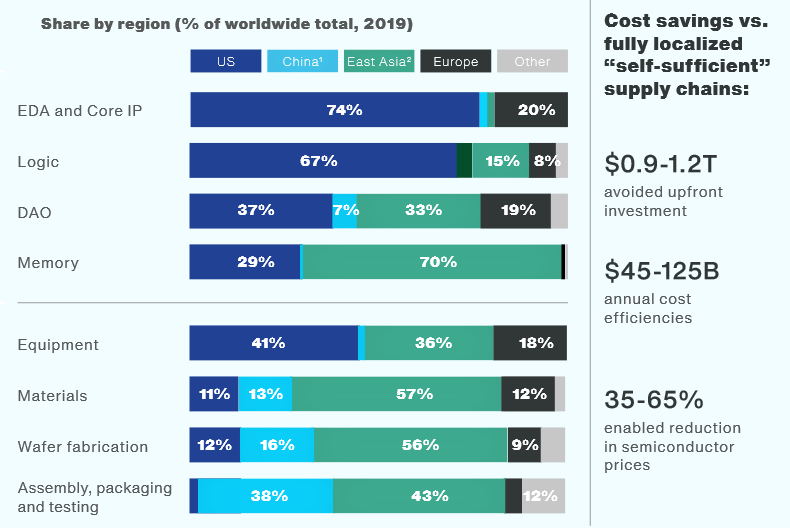 Share by region (% of worldwide total, 2019)
US China¹ East Asia² Europe Other
EDA and Core IP 74% 20%
Logic 67% 15% 8%
DAO 37% 7% 33% 19%
Memory 29% 70%
Equipment 41% 36% 18%
Materials 11% 13% 57% 12%
Wafer fabrication 12% 16% 56% 9%
Assembly, packaging
and testing 38% 43% 12%
Cost savings vs.
fully localized
“self-sufficient”
supply chains:
$0.9-1.2T
avoided upfront
investment
$45-125B
annual cost
efficiencies
35-65%
enabled reduction
in semiconductor
prices